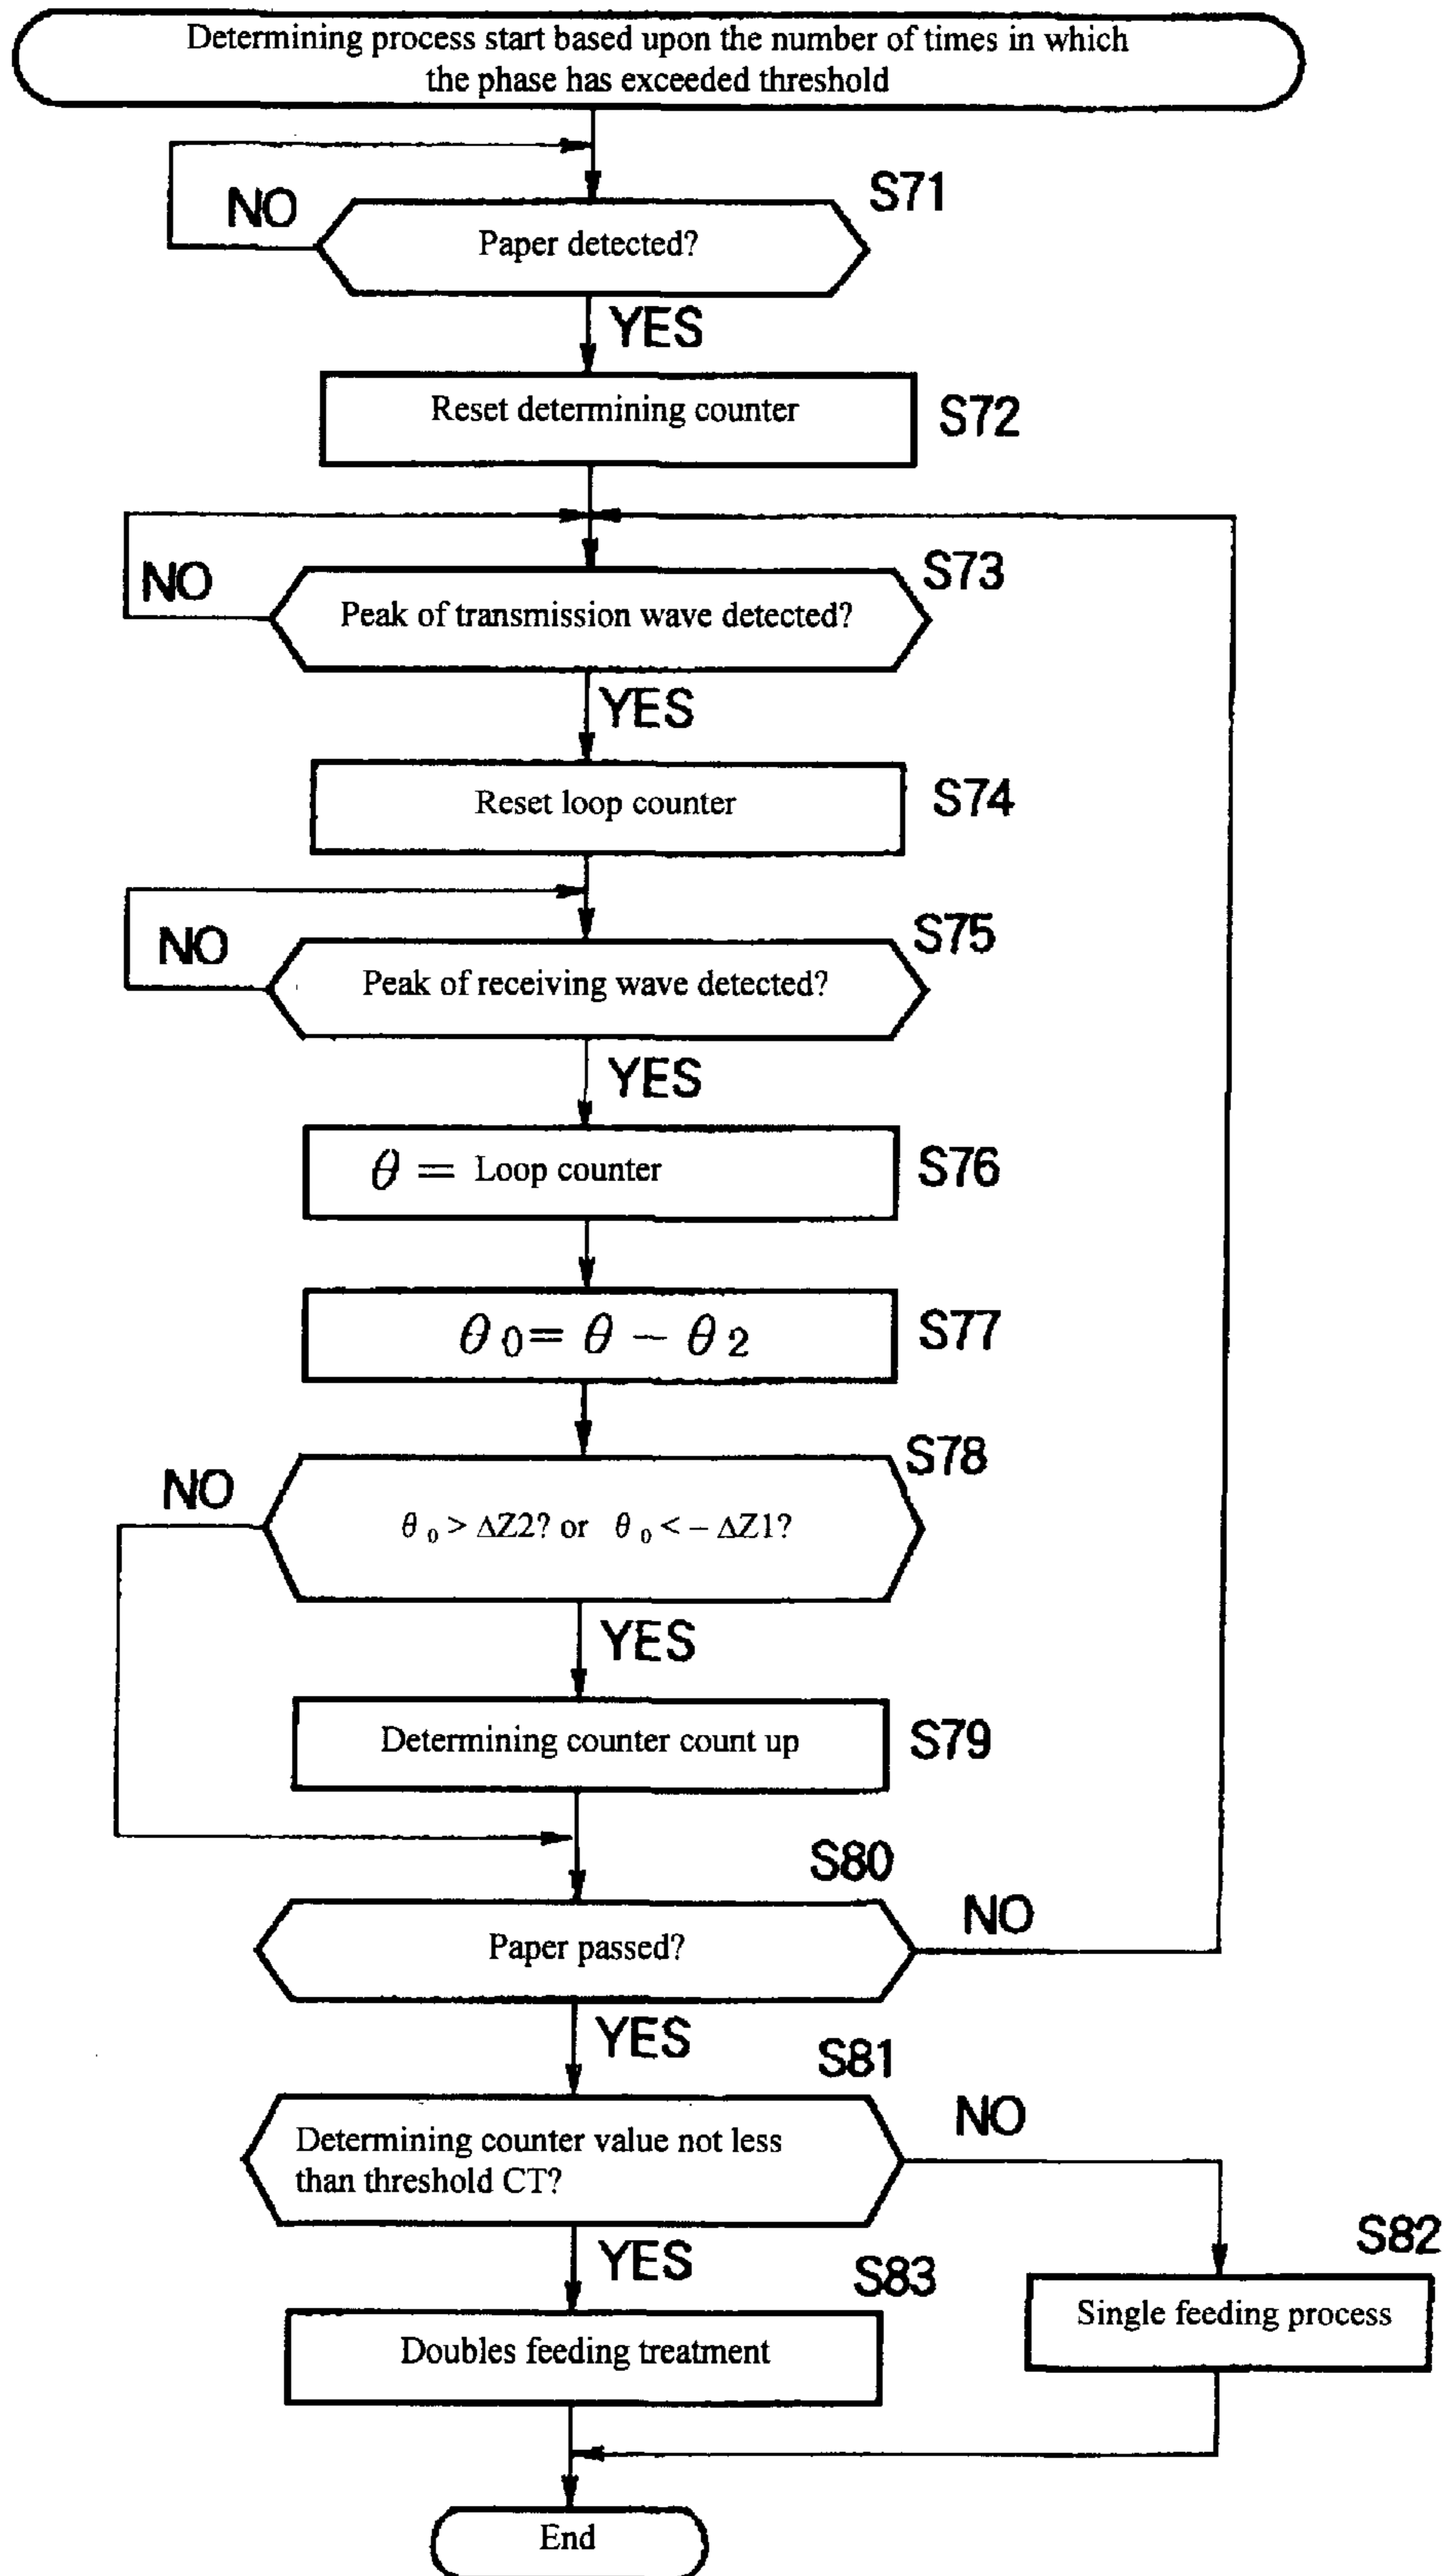 Determining process start based upon the number of times in which
the phase has exceeded threshold
S71
NO
Paper detected?
YES
Reset determining counter
S72
S73
NO
Peak of transmission wave detected?
YES
Reset loop counter
S74
S75
NO
Peak of receiving wave detected?
YES
θ = Loop counter
S76
θ 0= θ − θ 2
S77
S78
NO
θ 0 > ΔZ2? or θ 0 < − ΔZ1?
YES
Determining counter count up
S79
S80
NO
Paper passed?
YES
S81
NO
Determining counter value not less
than threshold CT?
YES
S82
S83
Single feeding process
Doubles feeding treatment
End